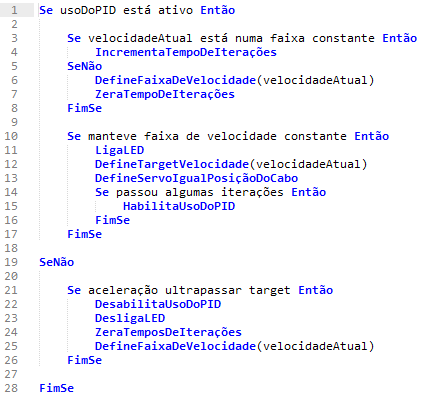 1 Se usoDoPID está ativo Então
2
3 Se velocidadeAtual está numa faixa constante Então
4 IncrementaTempoDeIterações
5 SeNão
6 DefineFaixaDeVelocidade(velocidadeAtual)
7 ZeraTempoDeIterações
8 FimSe
9
10 Se manteve faixa de velocidade constante Então
11 LigaLED
12 DefineTargetVelocidade(velocidadeAtual)
13 DefineServoIgualPosiçãoDoCabo
14 Se passou algumas iterações Então
15 HabilitaUsoDoPID
16 FimSe
17 FimSe
18
19 SeNão
20
21 Se aceleração ultrapassar target Então
22 DesabilitaUsoDoPID
23 DesligaLED
24 ZeraTemposDeIterações
25 DefineFaixaDeVelocidade(velocidadeAtual)
26 FimSe
27
28 FimSe